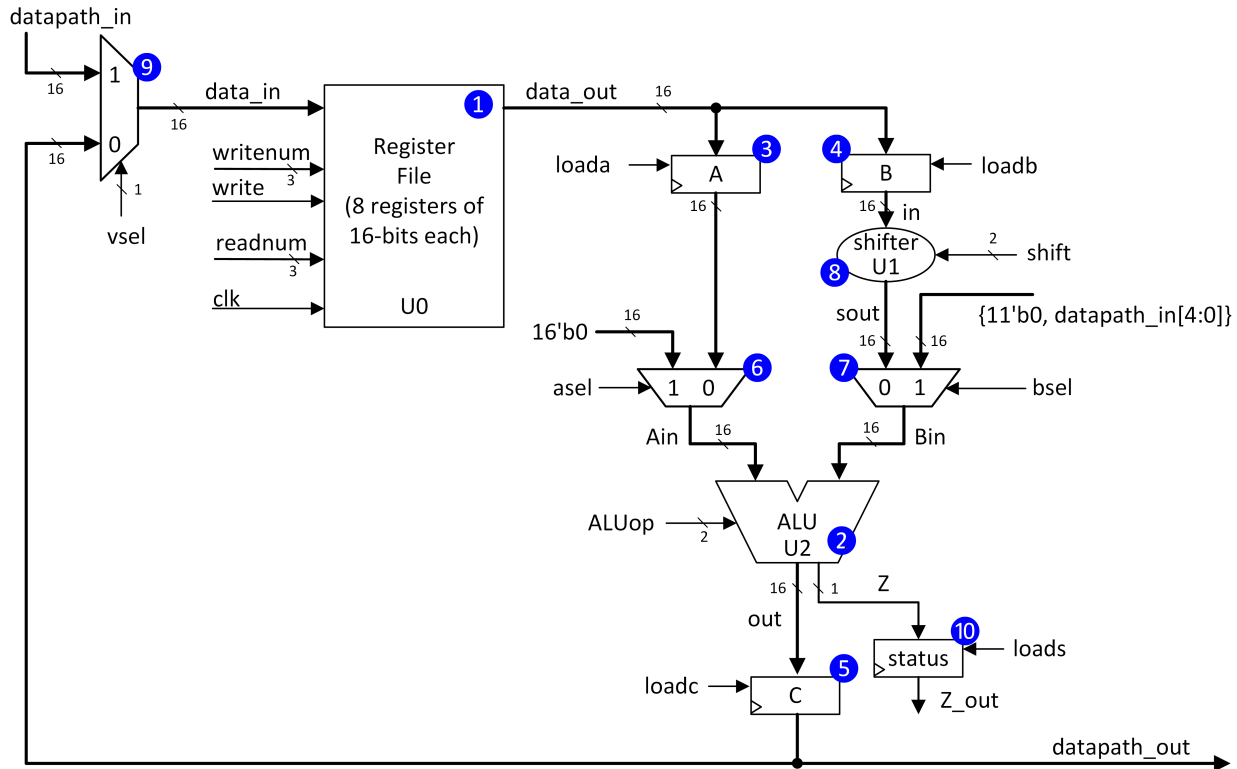 datapath_in
9
1
16
data_in
16
0
16
1
vsel
Register
File
(8 registers of
16-bits each)
U0
1
writenum
3
write
readnum
3
clk
data_out
16
loada
A
3
16
4
B
loadb
16
in
shifter
U1
8
2
shift
sout
{11'b0, datapath_in[4:0]}
16
16
16'b0
16
asel
1 0
6
7
0 1
bsel
Ain
16
16
Bin
ALUop
2
ALU
U2
2
16
1
Z
out
10
status
loads
Z_out
loadc
C
5
datapath_out